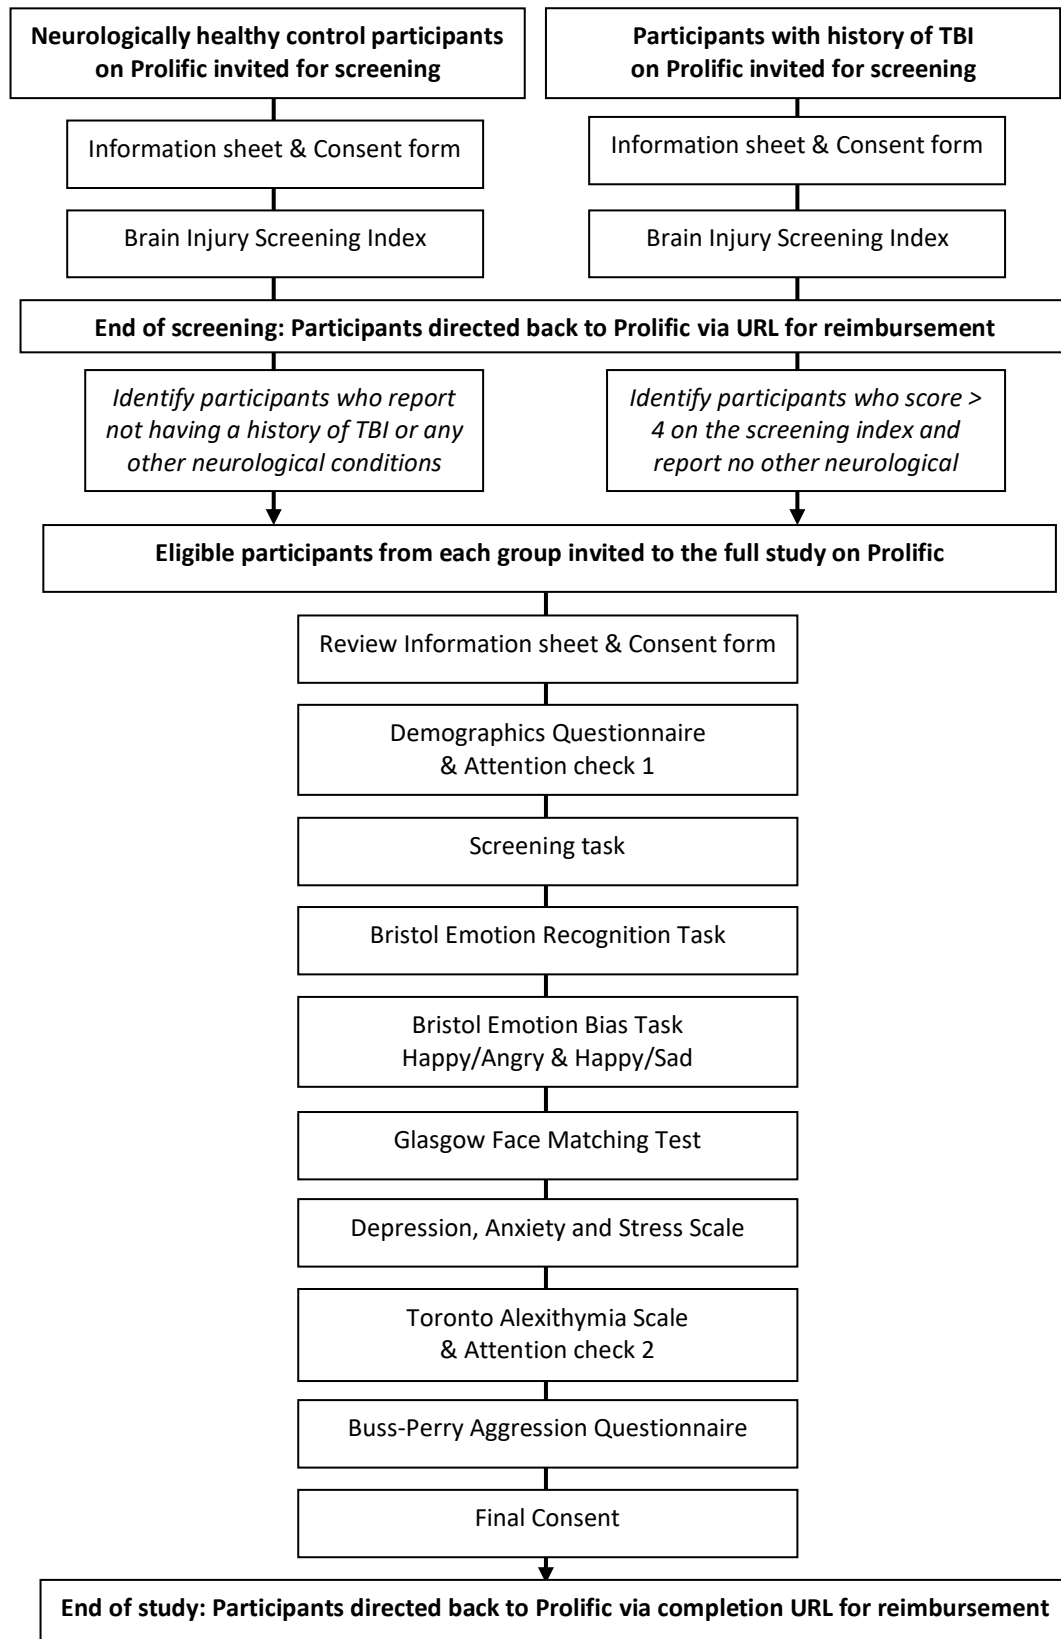 Neurologically healthy control participants
on Prolific invited for screening
Participants with history of TBI
on Prolific invited for screening
Information sheet & Consent form
Information sheet & Consent form
Brain Injury Screening Index
Brain Injury Screening Index
End of screening: Participants directed back to Prolific via URL for reimbursement
Identify participants who report
not having a history of TBI or any
other neurological conditions
Identify participants who score >
4 on the screening index and
report no other neurological
Eligible participants from each group invited to the full study on Prolific
Review Information sheet & Consent form
Demographics Questionnaire
& Attention check 1
Screening task
Bristol Emotion Recognition Task
Bristol Emotion Bias Task
Happy/Angry & Happy/Sad
Glasgow Face Matching Test
Depression, Anxiety and Stress Scale
Toronto Alexithymia Scale
& Attention check 2
Buss-Perry Aggression Questionnaire
Final Consent
End of study: Participants directed back to Prolific via completion URL for reimbursement